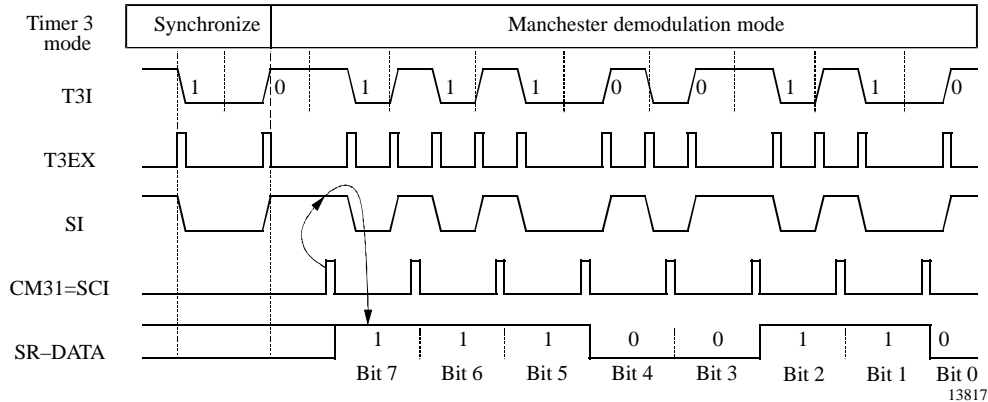 Timer 3
mode
Synchronize
Manchester demodulation mode
T3I
1 0 1 1 1 0 0 1 1 0
T3EX
SI
CM31=SCI
SR–DATA
1 1 1 0 0 1 1 0
Bit 7 Bit 6 Bit 5 Bit 4 Bit 3 Bit 2 Bit 1 Bit 0
13817